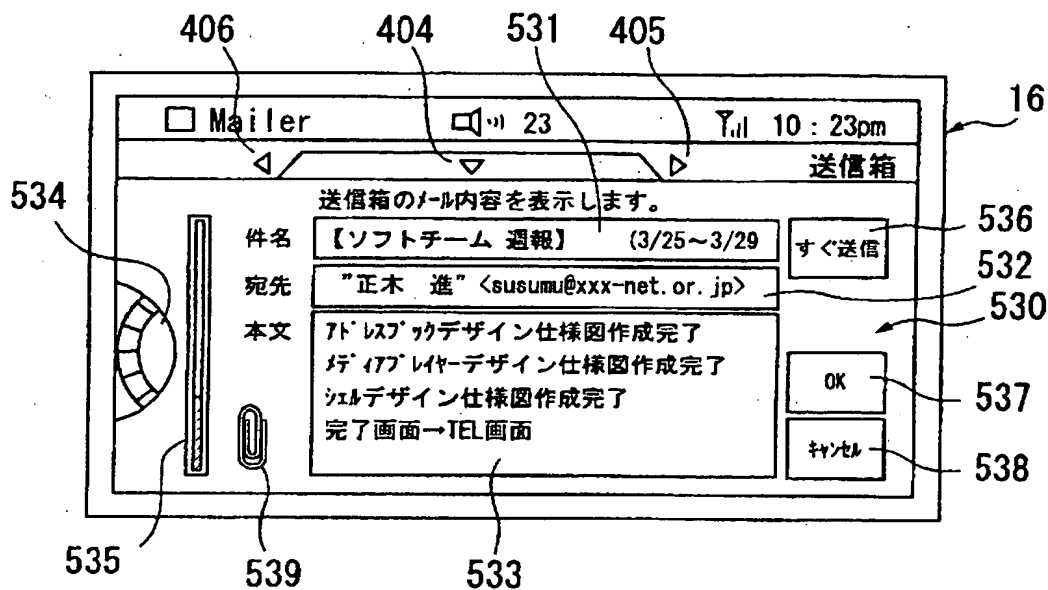 406 404 531 405
16
□ Mailer 23 10 : 23pm
◁ ▽ ▷ 送信箱
534
送信箱のメール内容を表示します。
件名 【ソフトチーム 週報】 (3/25～3/29 すぐ送信
536
宛先 "正木 進" <susumu@xxx-net.or.jp>
532
530
本文 アドレスブックデザイン仕様図作成完了
メディアプレイヤーデザイン仕様図作成完了
シェルデザイン仕様図作成完了
OK
537
完了画面→TEL画面
キャンセル
538
535 539 533